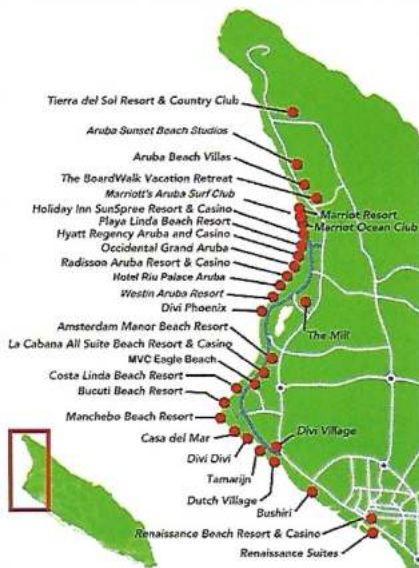 Tierra del Sol Resort & Country Club
Aruba Sunset Beach Studios
Aruba Beach Villas
The BoardWalk Vacation Retreat
Marriott's Aruba Surf Club
Holiday Inn SunSpree Resort & Casino
Marriot Resort
Playa Linda Beach Resort
Marriot Ocean Club
Hyatt Regency Aruba and Casino
Occidental Grand Aruba
Radisson Aruba Resort & Casino
Hotel Riu Palace Aruba
Westin Aruba Resort
Divi Phoenix
Amsterdam Manor Beach Resort
The Mill
La Cabana All Suite Beach Resort & Casino
MVC Eagle Beach
Costa Linda Beach Resort
Bucuti Beach Resort
Manchebo Beach Resort
Casa del Mar
Divi Village
Divi Divi
Tamarijn
Dutch Village
Bushiri
Renaissance Beach Resort & Casino
Renaissance Suites